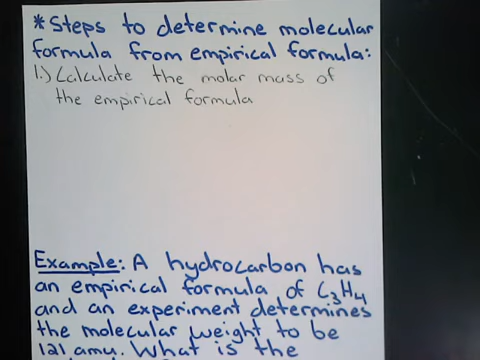 * Steps to determine molecular
formula from empirical formula:
1.) Calculate the molar mass of
the empirical formula
Example: A hydrocarbon has
an empirical formula of C₃H₄
and an experiment determines
the molecular weight to be
121 amu. What is the